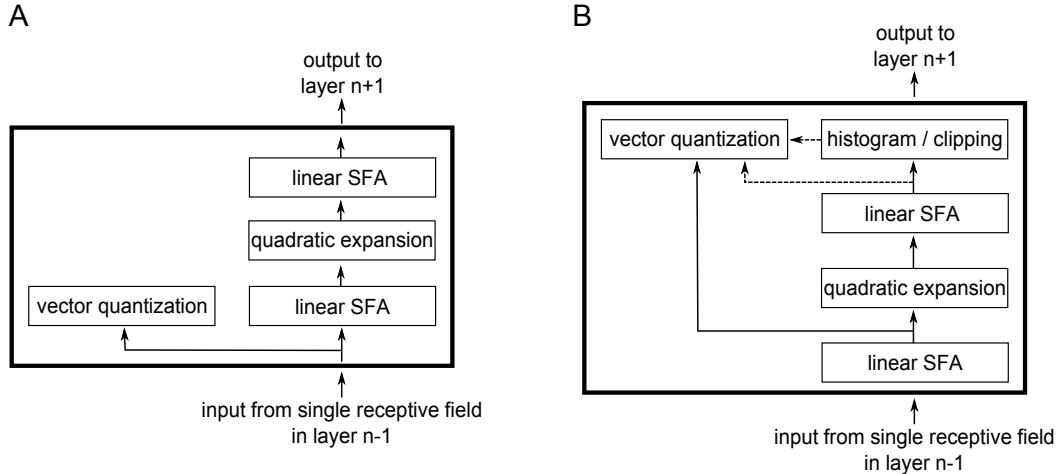 A
output to
layer n+1
linear SFA
quadratic expansion
vector quantization
linear SFA
input from single receptive field
in layer n-1
B
output to
layer n+1
vector quantization
histogram / clipping
linear SFA
quadratic expansion
linear SFA
input from single receptive field
in layer n-1